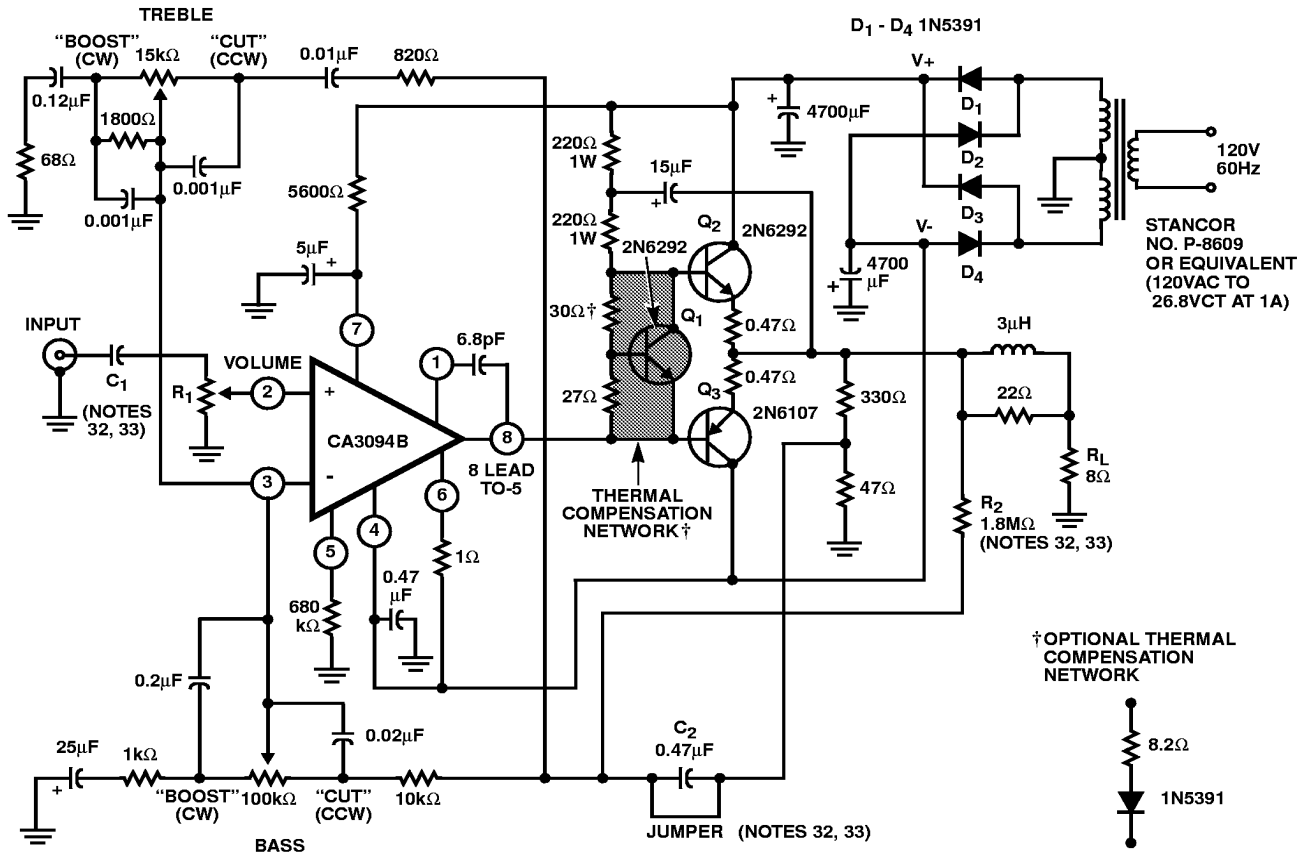 TREBLE
"BOOST"
(CW)
15kΩ
"CUT"
(CCW)
0.01µF
820Ω
0.12µF
1800Ω
68Ω
0.001µF
0.001µF
5600Ω
5µF
+
220Ω
1W
15µF
+
220Ω
1W
2N6292
Q2
2N6292
30Ω†
Q1
0.47Ω
0.47Ω
27Ω
Q3
2N6107
D1 - D4 1N5391
V+
+
4700µF
D1
D2
D3
V-
D4
+
4700
µF
120V
60Hz
STANCOR
NO. P-8609
OR EQUIVALENT
(120VAC TO
26.8VCT AT 1A)
3µH
22Ω
330Ω
47Ω
RL
8Ω
R2
1.8MΩ
(NOTES 32, 33)
INPUT
C1
(NOTES
32, 33)
R1
VOLUME
2
+
7
1
6.8pF
CA3094B
8
8 LEAD
TO-5
3
-
6
4
5
1Ω
0.47
µF
680
kΩ
THERMAL
COMPENSATION
NETWORK†
0.2µF
0.02µF
25µF
+
1kΩ
"BOOST"
(CW)
100kΩ
"CUT"
(CCW)
10kΩ
BASS
C2
0.47µF
JUMPER (NOTES 32, 33)
†OPTIONAL THERMAL
COMPENSATION
NETWORK
8.2Ω
1N5391